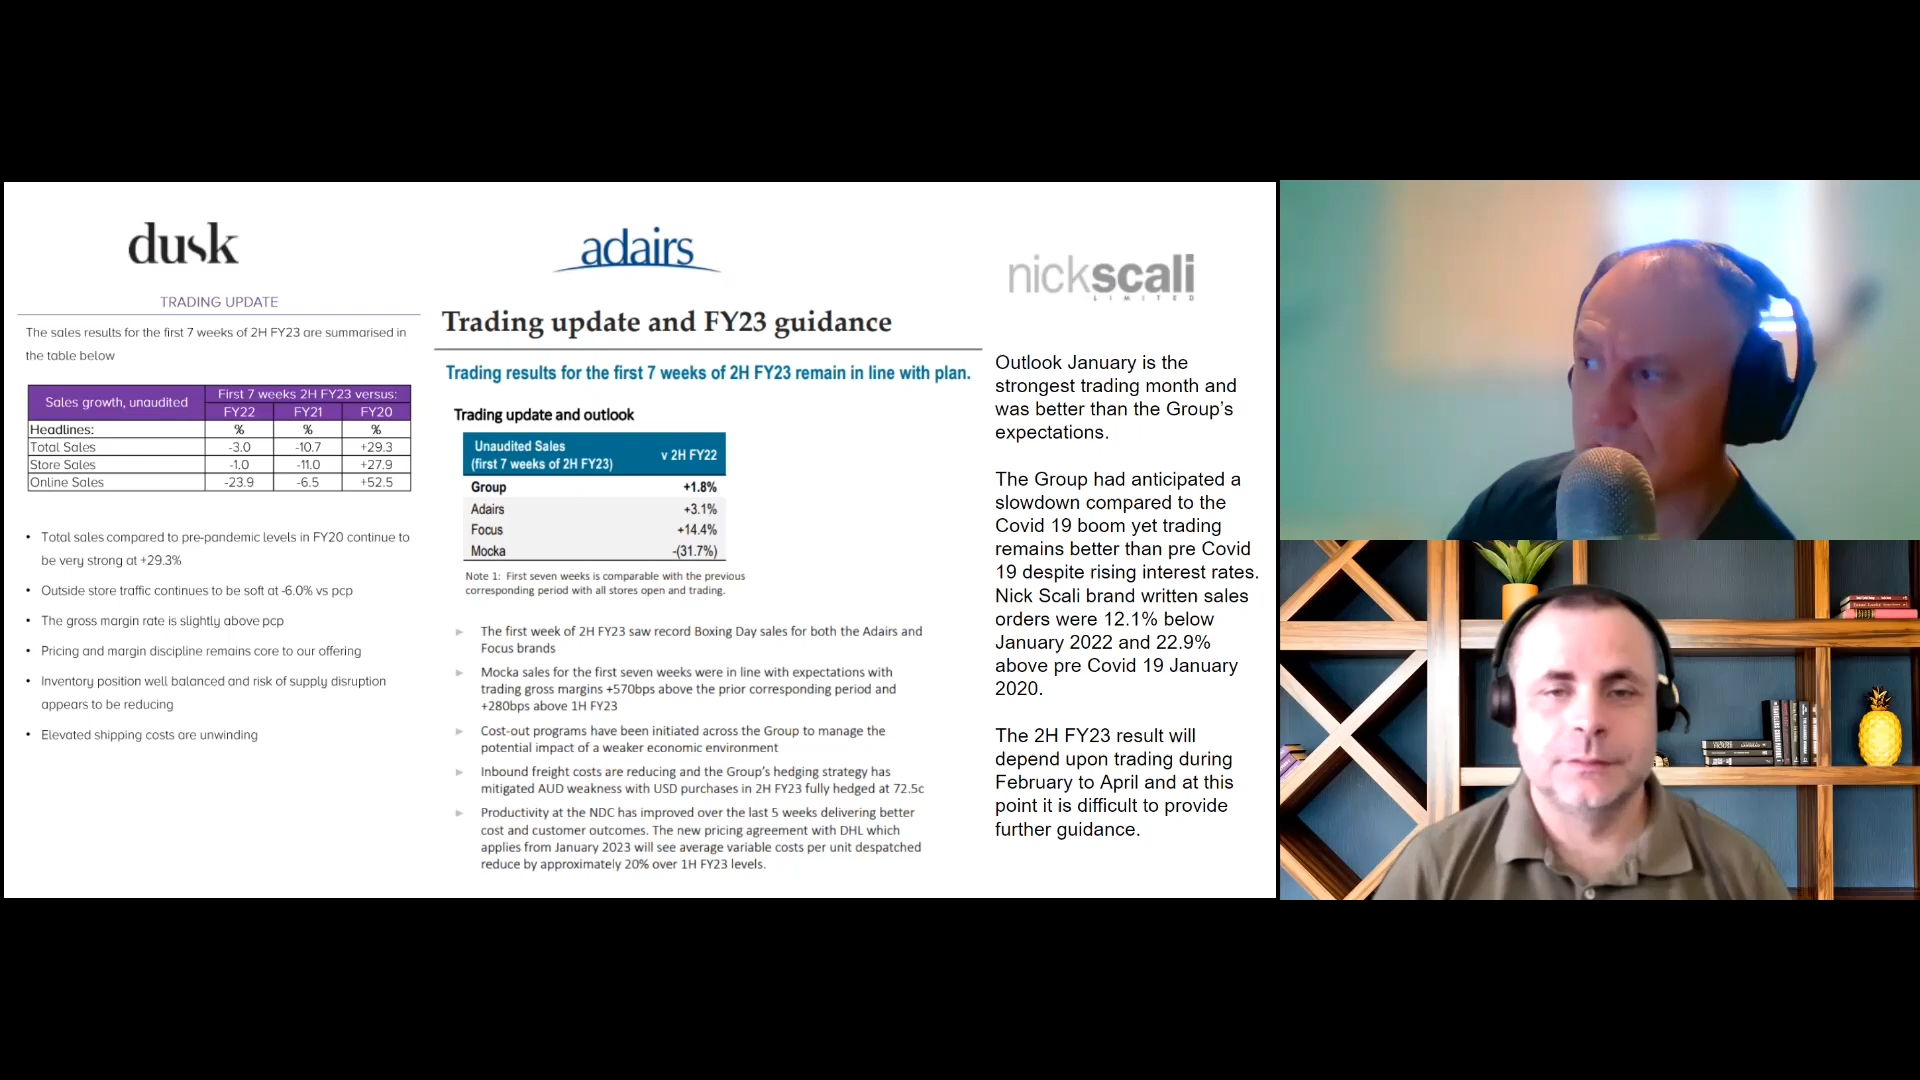 dusk
TRADING UPDATE
The sales results for the first 7 weeks of 2H FY23 are summarised in
the table below
Sales growth, unaudited First 7 weeks 2H FY23 versus:
FY22 FY21 FY20
Headlines: % % %
Total Sales -3.0 -10.7 +29.3
Store Sales -1.0 -11.0 +27.9
Online Sales -23.9 -6.5 +52.5
• Total sales compared to pre-pandemic levels in FY20 continue to
be very strong at +29.3%
• Outside store traffic continues to be soft at -6.0% vs pcp
• The gross margin rate is slightly above pcp
• Pricing and margin discipline remains core to our offering
• Inventory position well balanced and risk of supply disruption
appears to be reducing
• Elevated shipping costs are unwinding
adairs
Trading update and FY23 guidance
Trading results for the first 7 weeks of 2H FY23 remain in line with plan.
Trading update and outlook
Unaudited Sales
(first 7 weeks of 2H FY23) v 2H FY22
Group +1.8%
Adairs +3.1%
Focus +14.4%
Mocka -(31.7%)
Note 1: First seven weeks is comparable with the previous
corresponding period with all stores open and trading.
The first week of 2H FY23 saw record Boxing Day sales for both the Adairs and
Focus brands
Mocka sales for the first seven weeks were in line with expectations with
trading gross margins +570bps above the prior corresponding period and
+280bps above 1H FY23
Cost-out programs have been initiated across the Group to manage the
potential impact of a weaker economic environment
Inbound freight costs are reducing and the Group's hedging strategy has
mitigated AUD weakness with USD purchases in 2H FY23 fully hedged at 72.5c
Productivity at the NDC has improved over the last 5 weeks delivering better
cost and customer outcomes. The new pricing agreement with DHL which
applies from January 2023 will see average variable costs per unit despatched
reduce by approximately 20% over 1H FY23 levels.
nickscali
LIMITED
Outlook January is the
strongest trading month and
was better than the Group's
expectations.
The Group had anticipated a
slowdown compared to the
Covid 19 boom yet trading
remains better than pre Covid
19 despite rising interest rates.
Nick Scali brand written sales
orders were 12.1% below
January 2022 and 22.9%
above pre Covid 19 January
2020.
The 2H FY23 result will
depend upon trading during
February to April and at this
point it is difficult to provide
further guidance.